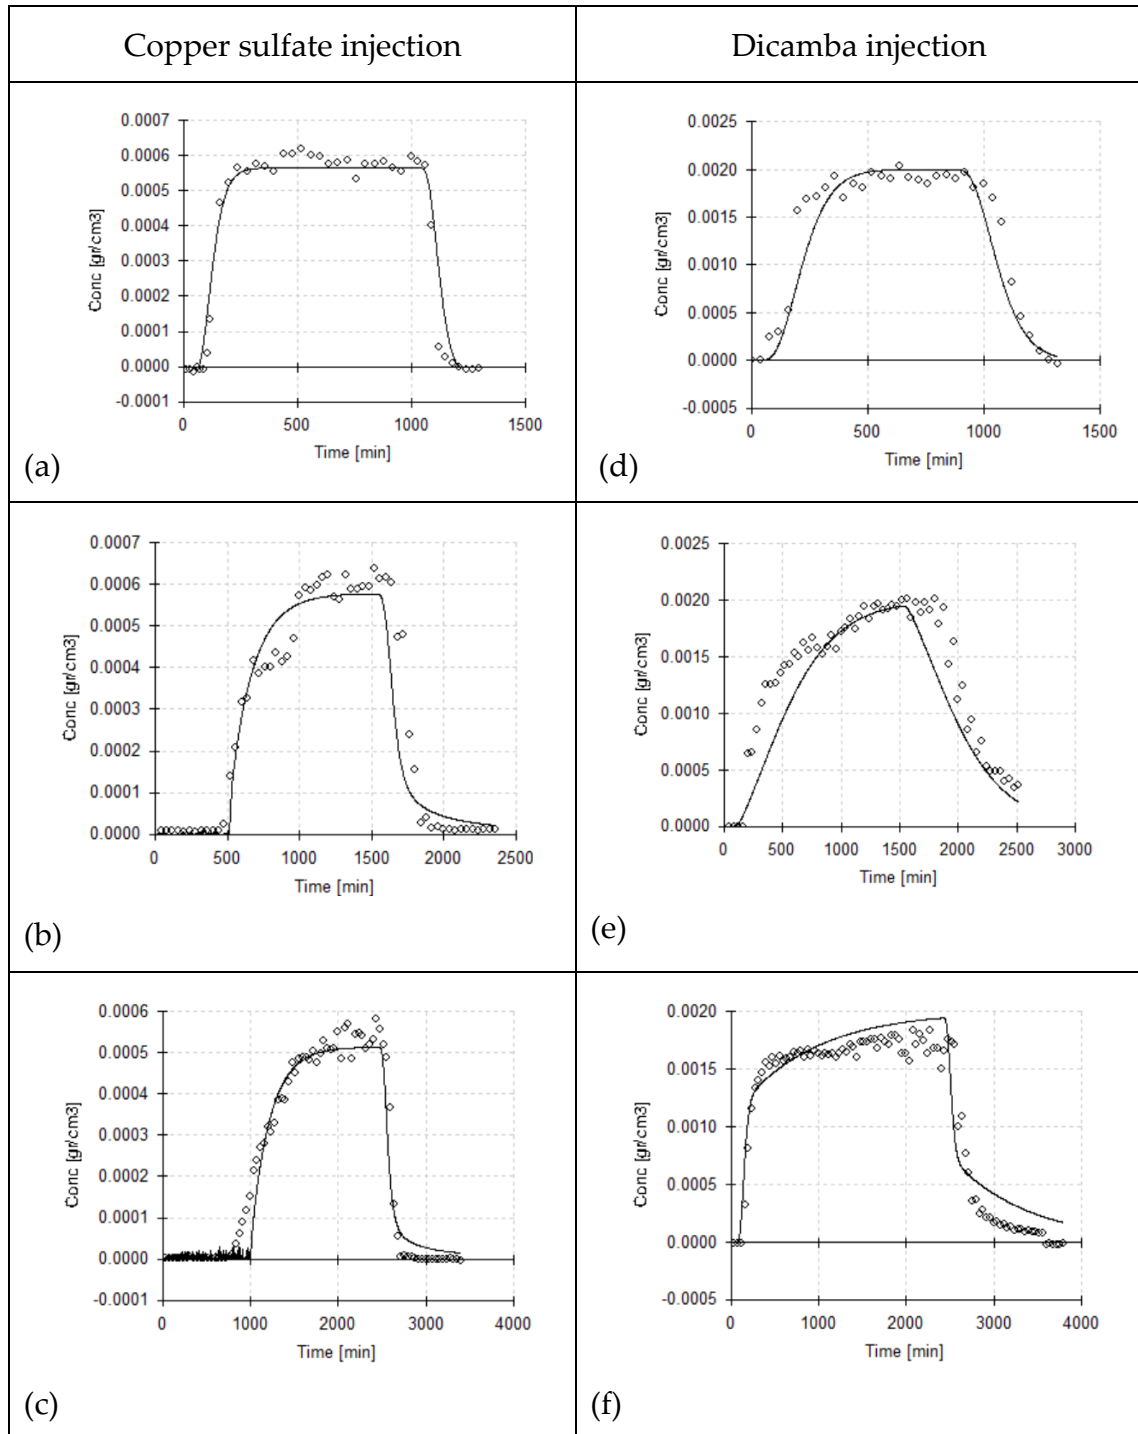 Copper sulfate injection
Dicamba injection
0.0007
0.0006
0.0005
0.0004
0.0003
0.0002
0.0001
0.0000
-0.0001
Conc [gr/cm3]
0 500 1000 1500
Time [min]
(a)
0.0025
0.0020
0.0015
0.0010
0.0005
0.0000
-0.0005
Conc [gr/cm3]
0 500 1000 1500
Time [min]
(d)
0.0007
0.0006
0.0005
0.0004
0.0003
0.0002
0.0001
0.0000
Conc [gr/cm3]
0 500 1000 1500 2000 2500
Time [min]
(b)
0.0025
0.0020
0.0015
0.0010
0.0005
0.0000
Conc [gr/cm3]
0 500 1000 1500 2000 2500 3000
Time [min]
(e)
0.0006
0.0005
0.0004
0.0003
0.0002
0.0001
0.0000
-0.0001
Conc [gr/cm3]
0 1000 2000 3000 4000
Time [min]
(c)
0.0020
0.0015
0.0010
0.0005
0.0000
-0.0005
Conc [gr/cm3]
0 1000 2000 3000 4000
Time [min]
(f)